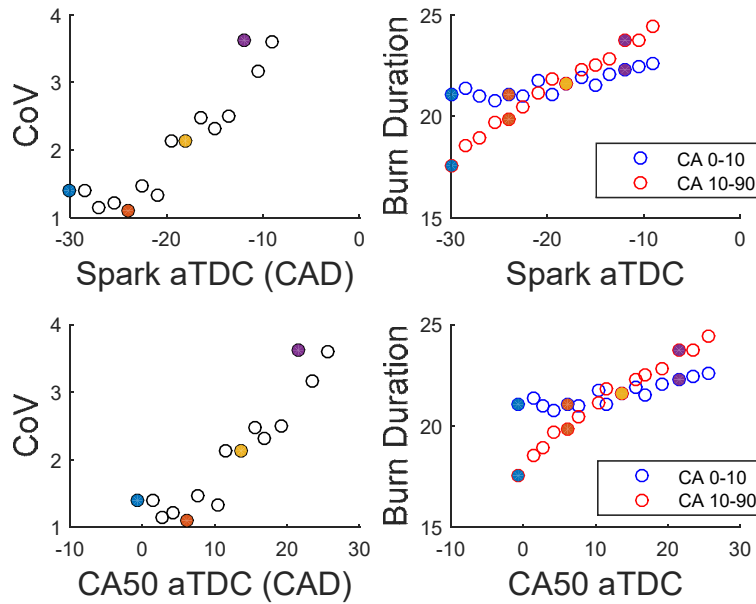 4
3
2
1
CoV
-30
-20
-10
0
Spark aTDC (CAD)
25
20
15
Burn Duration
CA 0-10
CA 10-90
-30
-20
-10
0
Spark aTDC
4
3
2
1
CoV
-10
0
10
20
30
CA50 aTDC (CAD)
25
20
15
Burn Duration
CA 0-10
CA 10-90
-10
0
10
20
30
CA50 aTDC